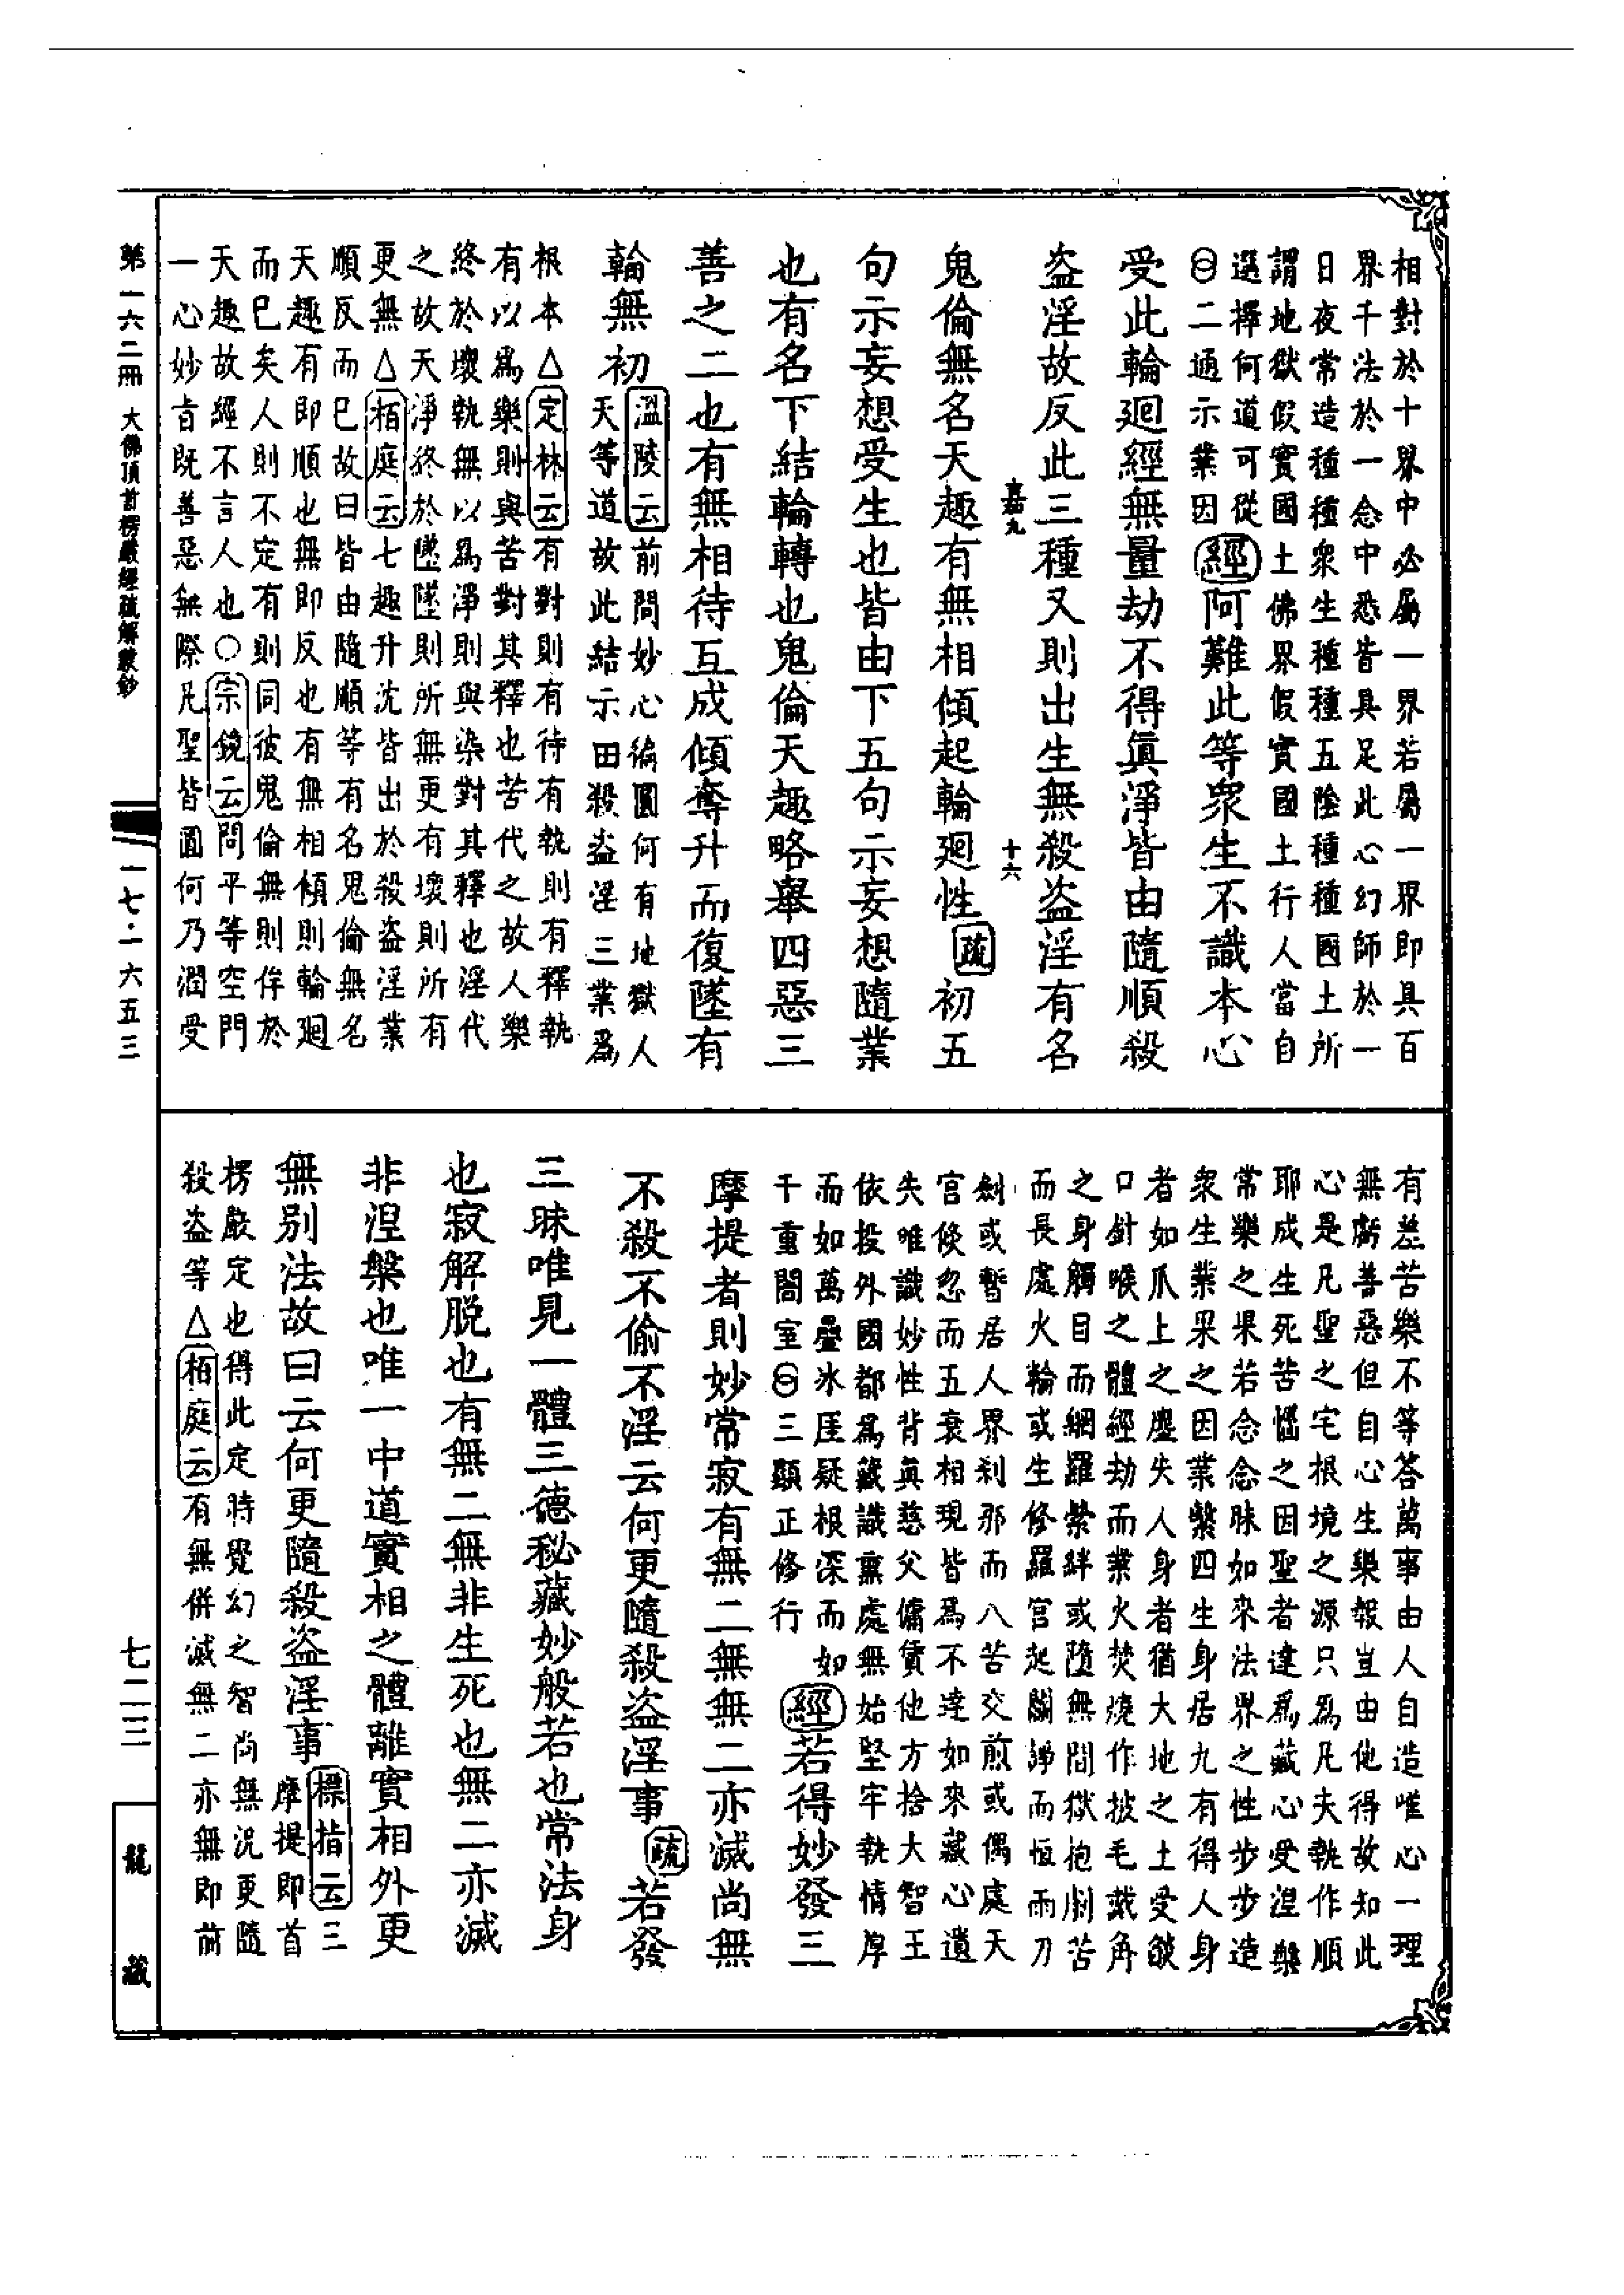 相對於十界中必屬一界若屬一界即具百
界千法於一念中悉皆具足此心幻師於一
日夜常造種種衆生種種五陰種種國土所
謂地獄假實國土佛界假實國土行人當自
選擇何道可從
㊀二通示業因
經阿難此等衆生不識本心
受此輪廻經無量劫不得眞淨皆由隨順殺
盜淫故反此三種又則出生無殺盜淫有名
嘉九 十六
鬼倫無名天趣有無相傾起輪廻性疏初五
句示妄想受生也皆由下五句示妄想隨業
也有名下結輪轉也鬼倫天趣略舉四惡三
善之二也有無相待互成傾奪升而復墜有
輪無初
溫陵云前問妙心徧圓何有地獄人
天等道故此結示由殺盜淫三業爲
根本△定林云有對則有待有執則有釋執
有以爲樂則與苦對其釋也苦代之故人樂
終於壞執無以爲淨則與染對其釋也淫代
之故天淨終於墜墜則所無更有壞則所有
更無△栢庭云七趣升沈皆出於殺盜淫業
順反而已故曰皆由隨順等有名鬼倫無名
天趣有即順也無即反也有無相傾則輪廻
而已矣人則不定有則同彼鬼倫無則侔於
天趣故經不言人也○宗鏡云問平等空門
一心妙旨既善惡無際凡聖皆圓何乃潤受
有差苦樂不等答萬事由人自造唯心一理
無虧善惡但自心生樂報豈由他得故知此
心是凡聖之宅根境之源只爲凡夫執作順
耶成生死苦惱之因聖者達爲藏心受涅槃
常樂之果若念念昧如來法界之性步步造
衆生業果之因業繫四生身居九有得人身
者如爪上之塵失人身者猶大地之土受燄
口針喉之體經劫而業火焚燒作披毛戴角
之身觸目而網羅縈絆或墮無間獄抱劇苦
而長處火輪或生修羅宮起鬭諍而恒雨刀
劍或暫居人界刹那而八苦交煎或偶處天
宮倏忽而五衰相現皆爲不達如來藏心遺
失唯識妙性背眞慈父傭賃他方捨大智王
依投外國都爲藏識熏處無始堅牢執情厚
而如萬疊冰厓疑根深而如
千重闇室㊀三顯正修行
經若得妙發三
摩提者則妙常寂有無二無無二亦滅尚無
不殺不偷不淫云何更隨殺盜淫事疏若發
三昧唯見一體三德秘藏妙般若也常法身
也寂解脱也有無二無非生死也無二亦滅
非涅槃也唯一中道實相之體離實相外更
無別法故曰云何更隨殺盜淫事
標指云三
摩提即首
楞嚴定也得此定時覺幻之智尚無況更隨
殺盜等△栢庭云有無併滅無二亦無即前
第一六二冊 大佛頂首楞嚴經疏解蒙鈔
一七·一六五三
七二三
龍藏